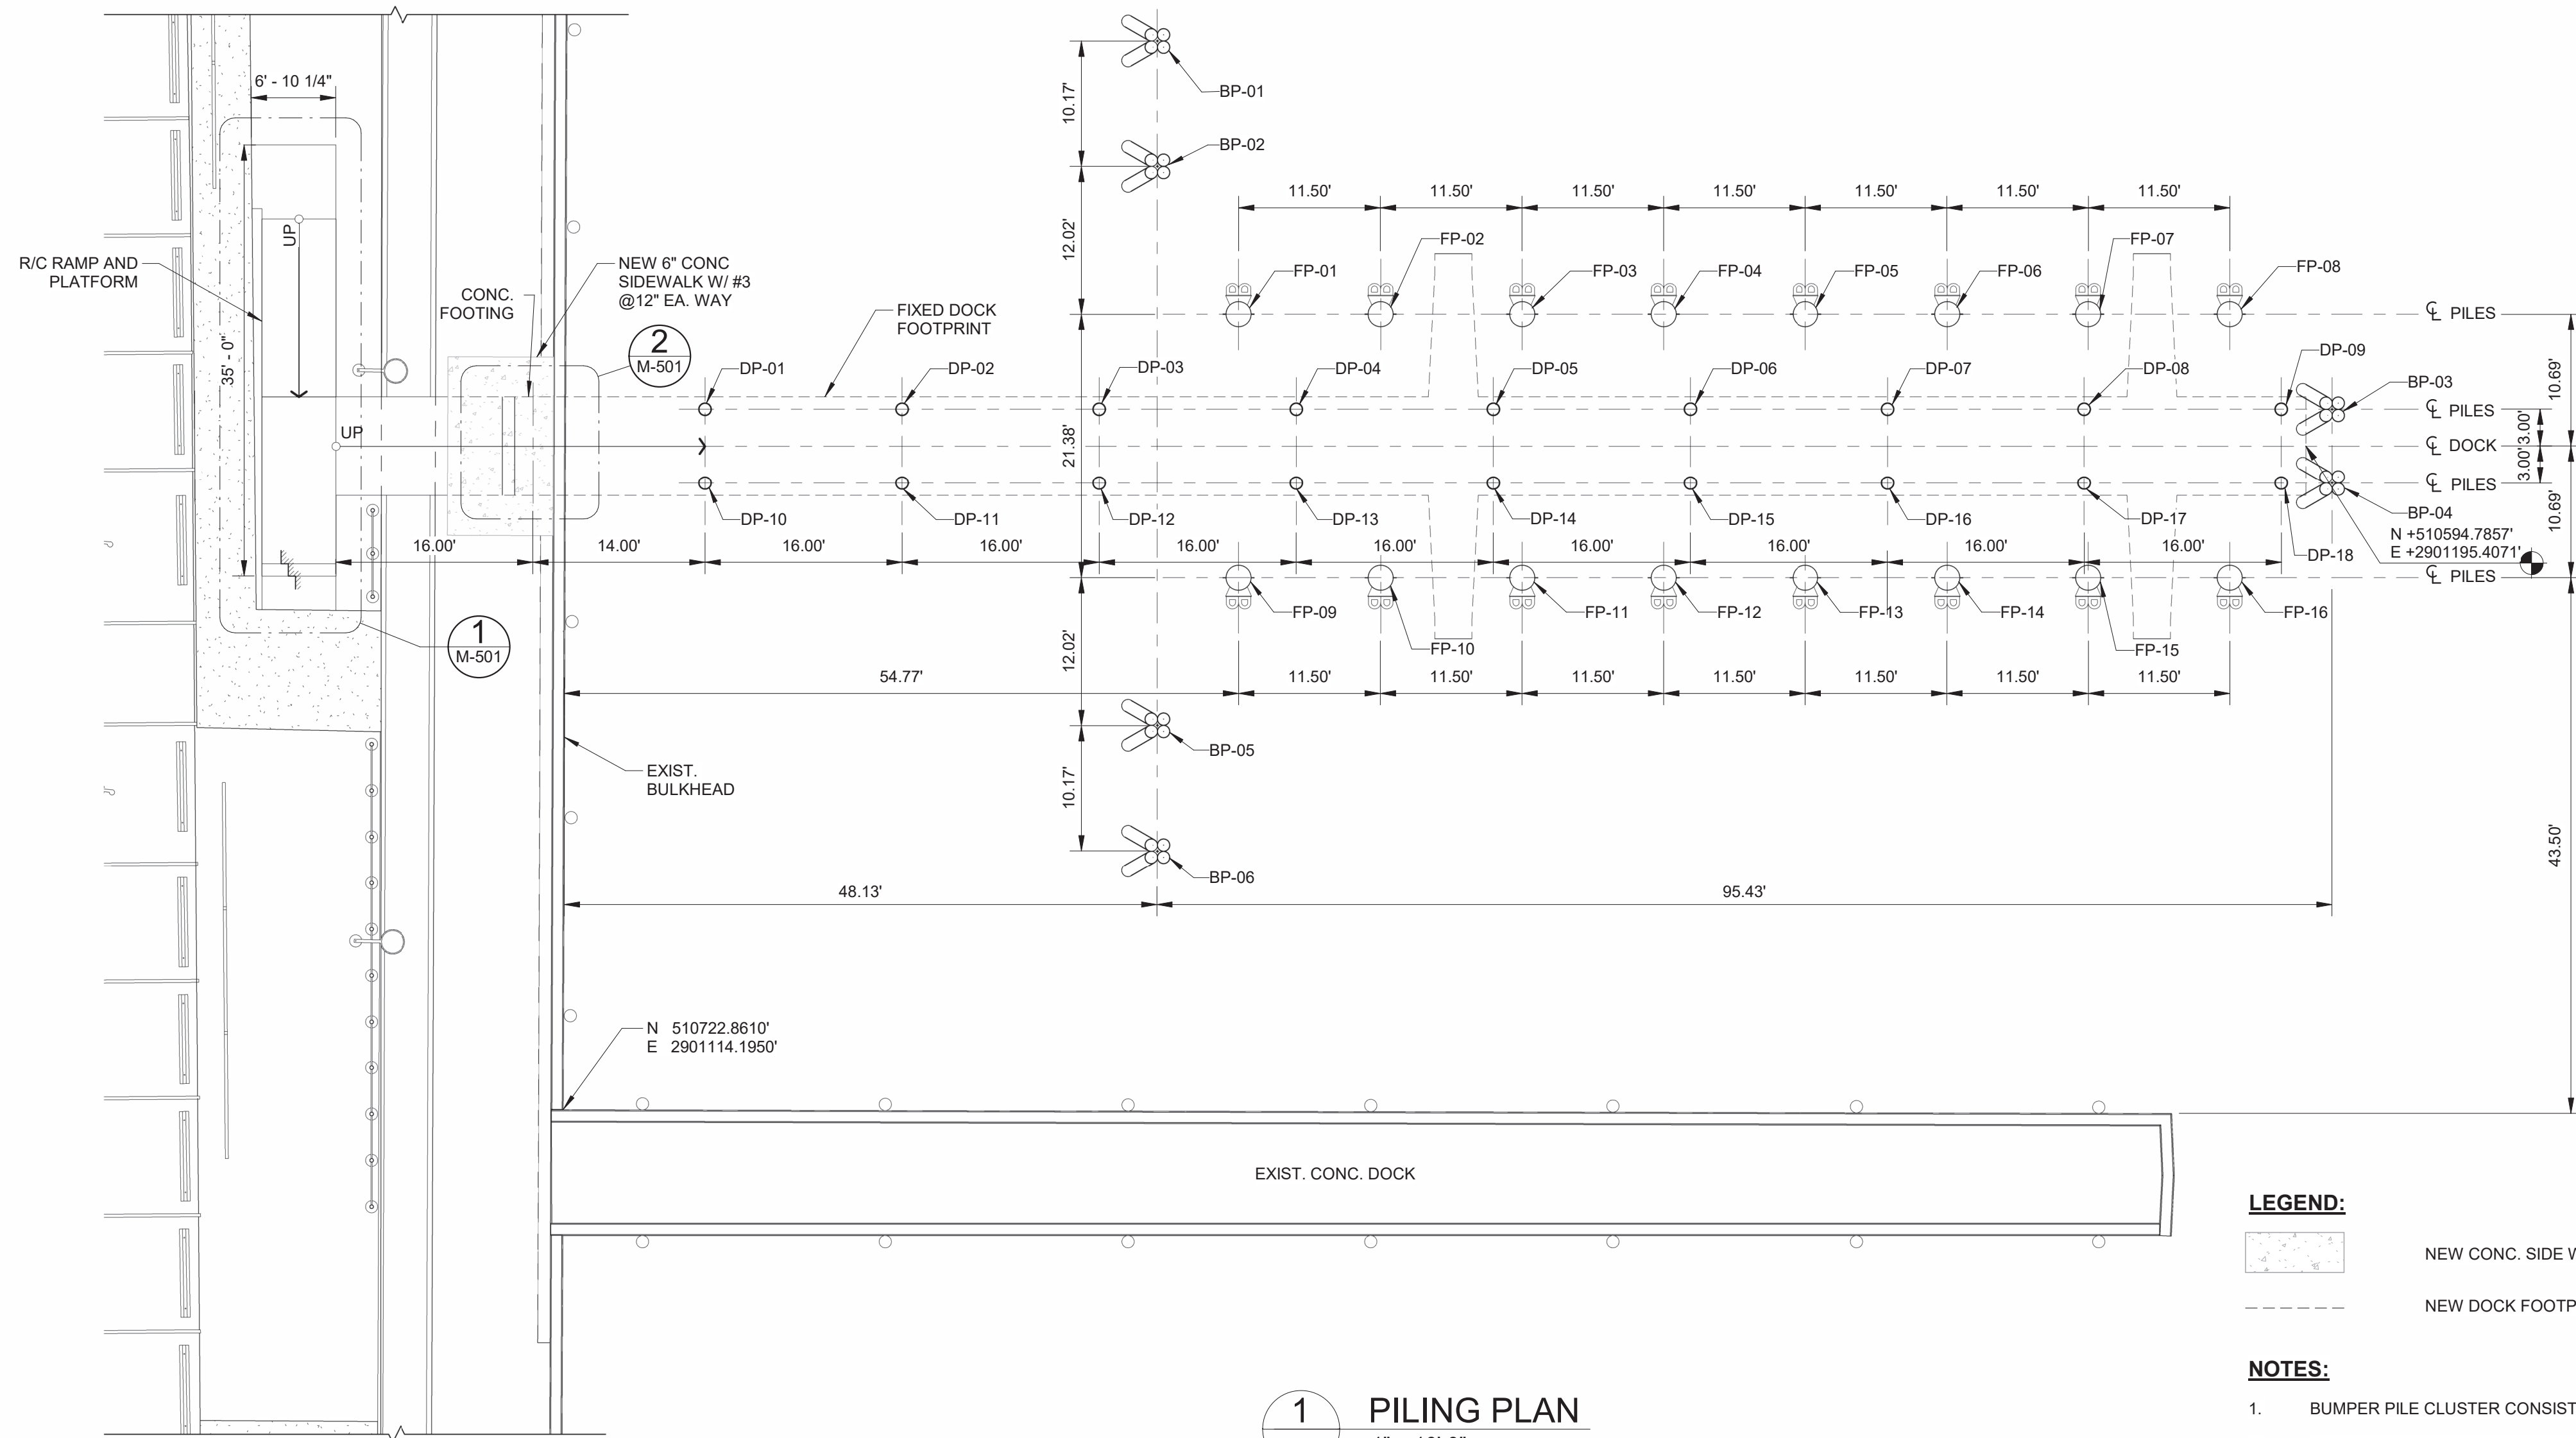 6' - 10 1/4"
35' - 0"
UP
UP
R/C RAMP AND
PLATFORM
CONC.
FOOTING
NEW 6" CONC
SIDEWALK W/ #3
@12" EA. WAY
2
M-501
1
M-501
FIXED DOCK
FOOTPRINT
BP-01
BP-02
10.17'
12.02'
21.38'
12.02'
10.17'
11.50'
11.50'
11.50'
11.50'
11.50'
11.50'
11.50'
FP-01
FP-02
FP-03
FP-04
FP-05
FP-06
FP-07
FP-08
DP-01
DP-02
DP-03
DP-04
DP-05
DP-06
DP-07
DP-08
DP-09
BP-03
℄ PILES
℄ PILES
℄ DOCK
℄ PILES
℄ PILES
10.69'
3.00'
3.00'
10.69'
43.50'
DP-10
DP-11
DP-12
DP-13
DP-14
DP-15
DP-16
DP-17
DP-18
BP-04
N +510594.7857'
E +2901195.4071'
16.00'
14.00'
16.00'
16.00'
16.00'
16.00'
16.00'
16.00'
16.00'
16.00'
FP-09
FP-10
FP-11
FP-12
FP-13
FP-14
FP-15
FP-16
54.77'
11.50'
11.50'
11.50'
11.50'
11.50'
11.50'
11.50'
BP-05
BP-06
EXIST.
BULKHEAD
48.13'
95.43'
N 510722.8610'
E 2901114.1950'
EXIST. CONC. DOCK
LEGEND:
NEW CONC. SIDE
NEW DOCK
NOTES:
1. BUMPER PILE CLUSTER
1
PILING PLAN